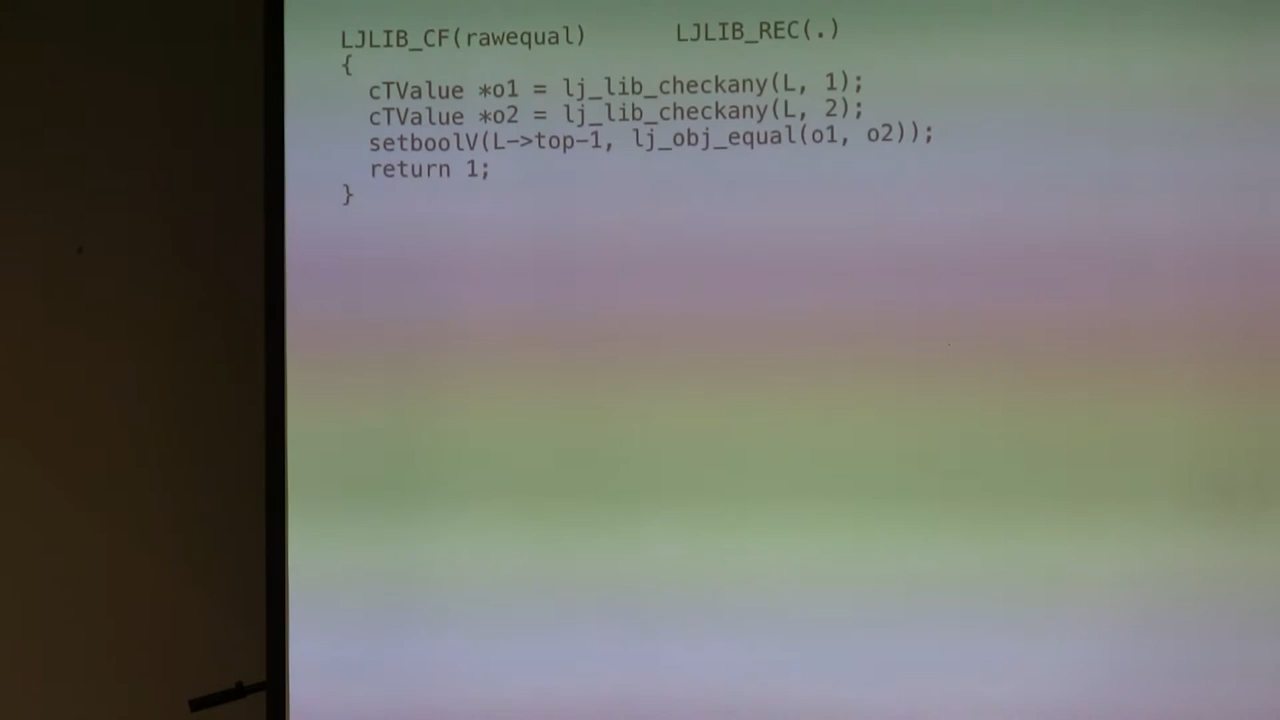 LJLIB_CF(rawequal) LJLIB_REC(.)
{
cTValue *o1 = lj_lib_checkany(L, 1);
cTValue *o2 = lj_lib_checkany(L, 2);
setboolV(L->top-1, lj_obj_equal(o1, o2));
return 1;
}